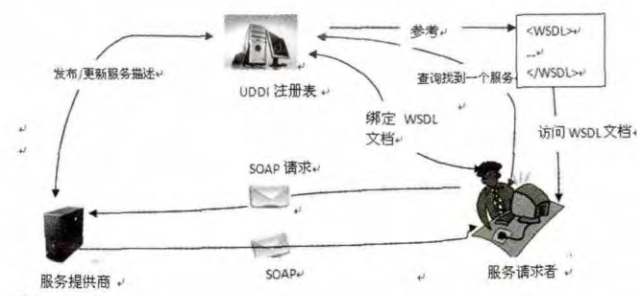 参考
<WSDL>
...
</WSDL>
发布/更新服务描述
UDDI 注册表
查询找到一个服务
绑定 WSDL
文档
访问 WSDL 文档
SOAP 请求
服务提供商
SOAP
服务请求者